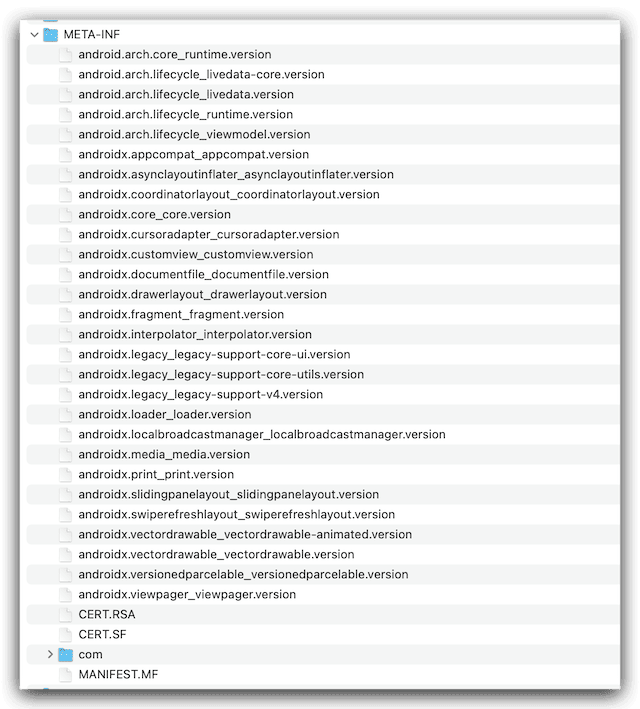 META-INF
android.arch.core_runtime.version
android.arch.lifecycle_livedata-core.version
android.arch.lifecycle_livedata.version
android.arch.lifecycle_runtime.version
android.arch.lifecycle_viewmodel.version
androidx.appcompat_appcompat.version
androidx.asynclayoutinflater_asynclayoutinflater.version
androidx.coordinatorlayout_coordinatorlayout.version
androidx.core_core.version
androidx.cursoradapter_cursoradapter.version
androidx.customview_customview.version
androidx.documentfile_documentfile.version
androidx.drawerlayout_drawerlayout.version
androidx.fragment_fragment.version
androidx.interpolator_interpolator.version
androidx.legacy_legacy-support-core-ui.version
androidx.legacy_legacy-support-core-utils.version
androidx.legacy_legacy-support-v4.version
androidx.loader_loader.version
androidx.localbroadcastmanager_localbroadcastmanager.version
androidx.media_media.version
androidx.print_print.version
androidx.slidingpanelayout_slidingpanelayout.version
androidx.swiperefreshlayout_swiperefreshlayout.version
androidx.vectordrawable_vectordrawable-animated.version
androidx.vectordrawable_vectordrawable.version
androidx.versionedparcelable_versionedparcelable.version
androidx.viewpager_viewpager.version
CERT.RSA
CERT.SF
com
MANIFEST.MF